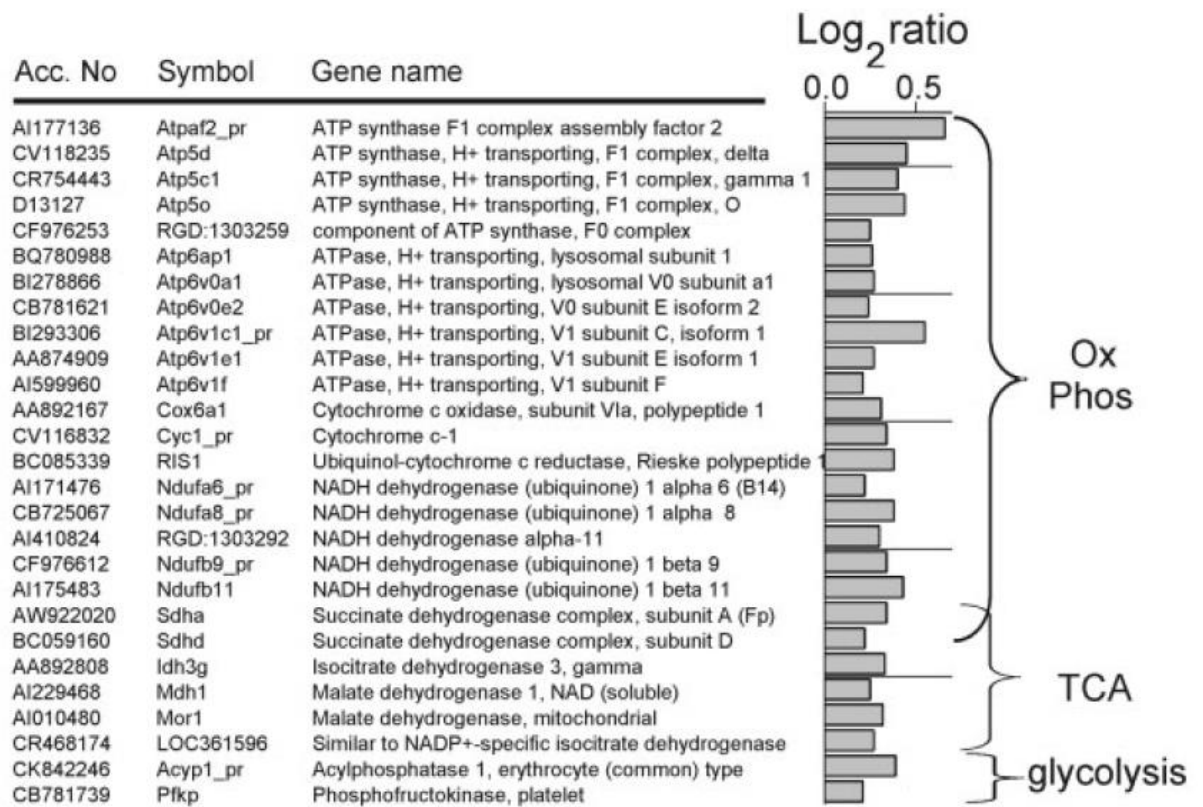 Log2 ratio
Acc. No Symbol Gene name 0.0 0.5
AI177136 Atpaf2_pr ATP synthase F1 complex assembly factor 2
CV118235 Atp5d ATP synthase, H+ transporting, F1 complex, delta
CR754443 Atp5c1 ATP synthase, H+ transporting, F1 complex, gamma 1
D13127 Atp5o ATP synthase, H+ transporting, F1 complex, O
CF976253 RGD:1303259 component of ATP synthase, F0 complex
BQ780988 Atp6ap1 ATPase, H+ transporting, lysosomal subunit 1
BI278866 Atp6v0a1 ATPase, H+ transporting, lysosomal V0 subunit a1
CB781621 Atp6v0e2 ATPase, H+ transporting, V0 subunit E isoform 2
BI293306 Atp6v1c1_pr ATPase, H+ transporting, V1 subunit C, isoform 1
AA874909 Atp6v1e1 ATPase, H+ transporting, V1 subunit E isoform 1
AI599960 Atp6v1f ATPase, H+ transporting, V1 subunit F
AA892167 Cox6a1 Cytochrome c oxidase, subunit VIa, polypeptide 1
CV116832 Cyc1_pr Cytochrome c-1
BC085339 RIS1 Ubiquinol-cytochrome c reductase, Rieske polypeptide 1
AI171476 Ndufa6_pr NADH dehydrogenase (ubiquinone) 1 alpha 6 (B14)
CB725067 Ndufa8_pr NADH dehydrogenase (ubiquinone) 1 alpha 8
AI410824 RGD:1303292 NADH dehydrogenase alpha-11
CF976612 Ndufb9_pr NADH dehydrogenase (ubiquinone) 1 beta 9
AI175483 Ndufb11 NADH dehydrogenase (ubiquinone) 1 beta 11
AW922020 Sdha Succinate dehydrogenase complex, subunit A (Fp)
BC059160 Sdhd Succinate dehydrogenase complex, subunit D
AA892808 Idh3g Isocitrate dehydrogenase 3, gamma
AI229468 Mdh1 Malate dehydrogenase 1, NAD (soluble)
AI010480 Mor1 Malate dehydrogenase, mitochondrial
CR468174 LOC361596 Similar to NADP+-specific isocitrate dehydrogenase
CK842246 Acyp1_pr Acylphosphatase 1, erythrocyte (common) type
CB781739 Pfkp Phosphofructokinase, platelet
Ox
Phos
TCA
glycolysis